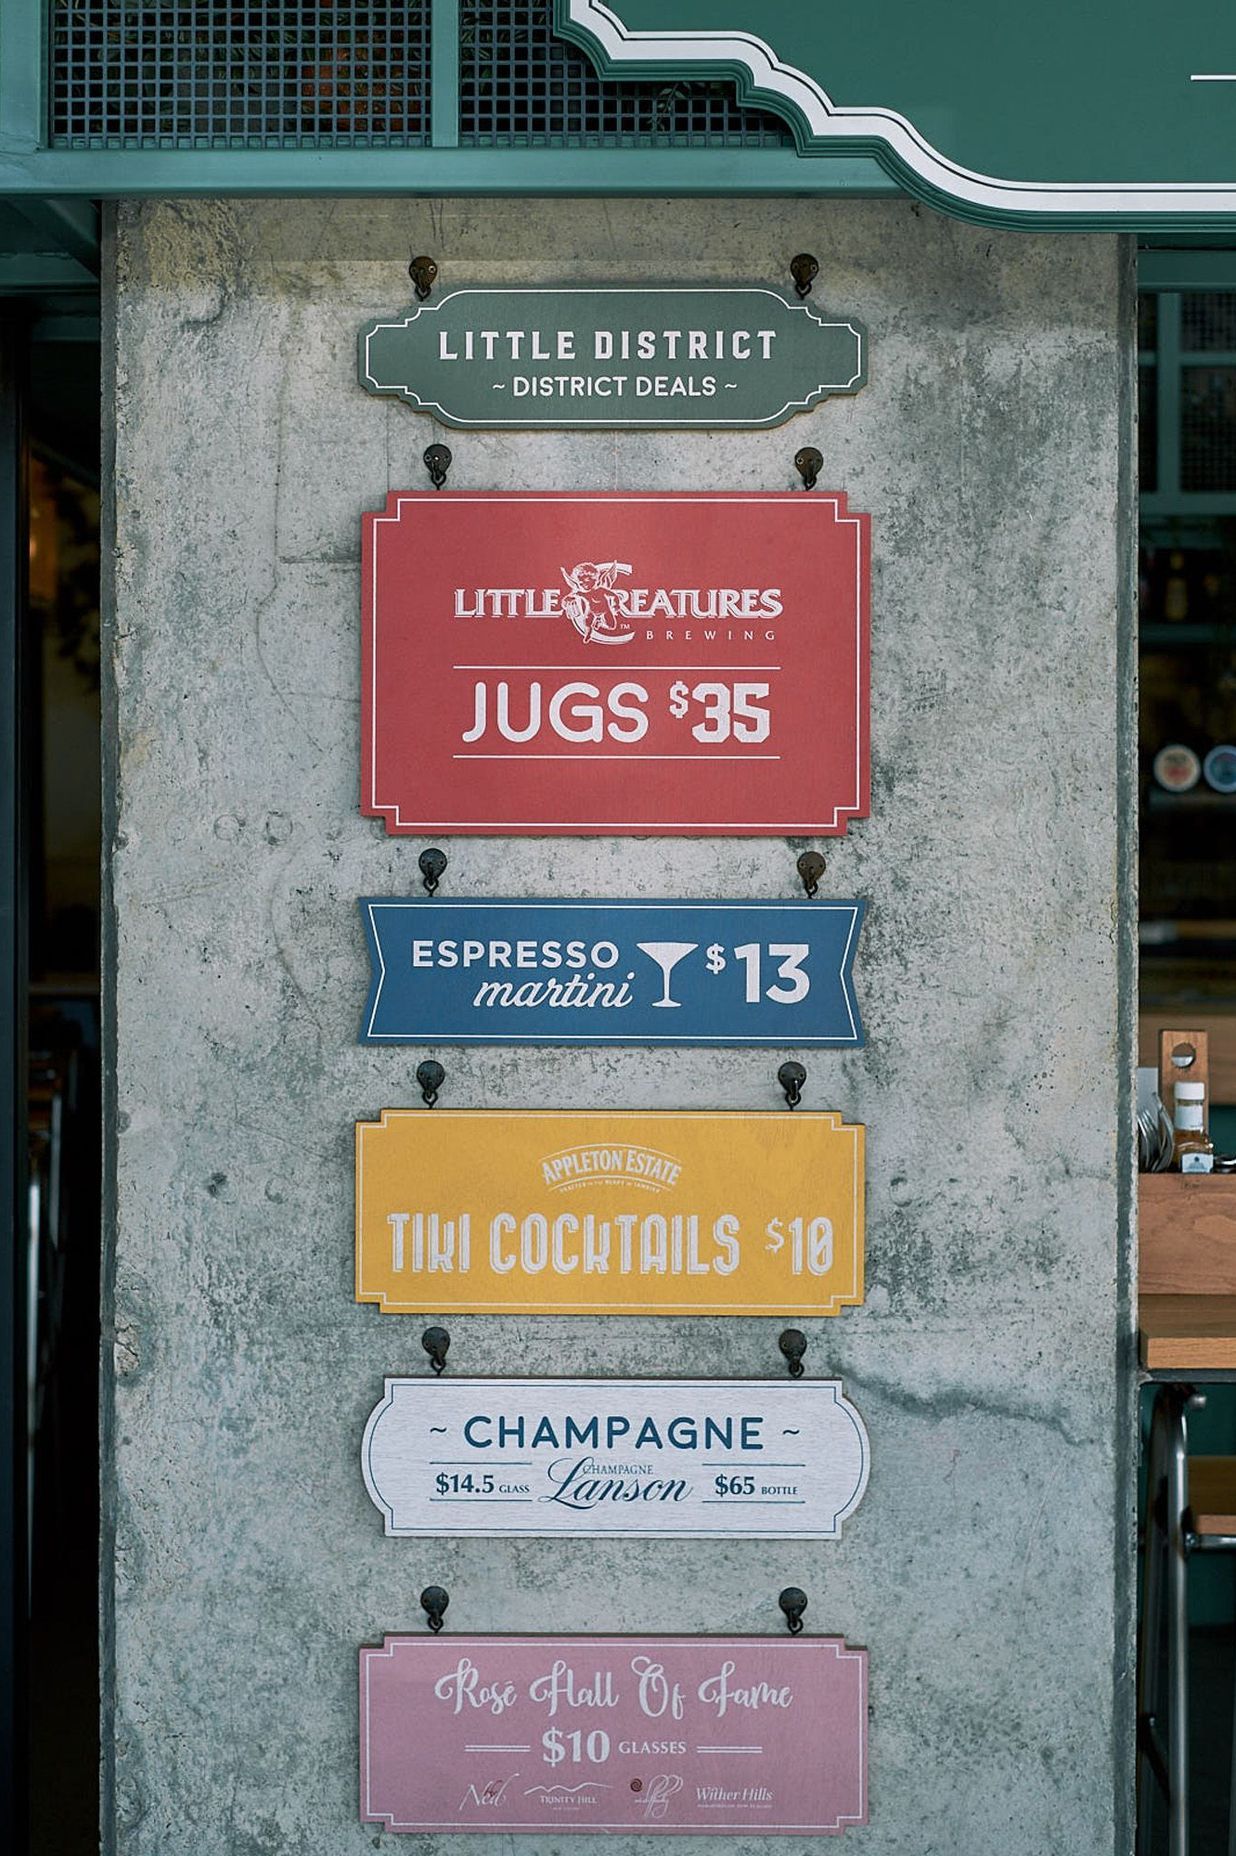 LITTLE DISTRICT
~ DISTRICT DEALS ~
LITTLE CREATURES
™ BREWING
JUGS $35
ESPRESSO
martini $13
APPLETON ESTATE
TIKI COCKTAILS $10
~ CHAMPAGNE ~
$14.5 GLASS CHAMPAGNE Lanson $65 BOTTLE
Rosé Hall Of Fame
$10 GLASSES
Ned TRINITY HILL Wither Hills